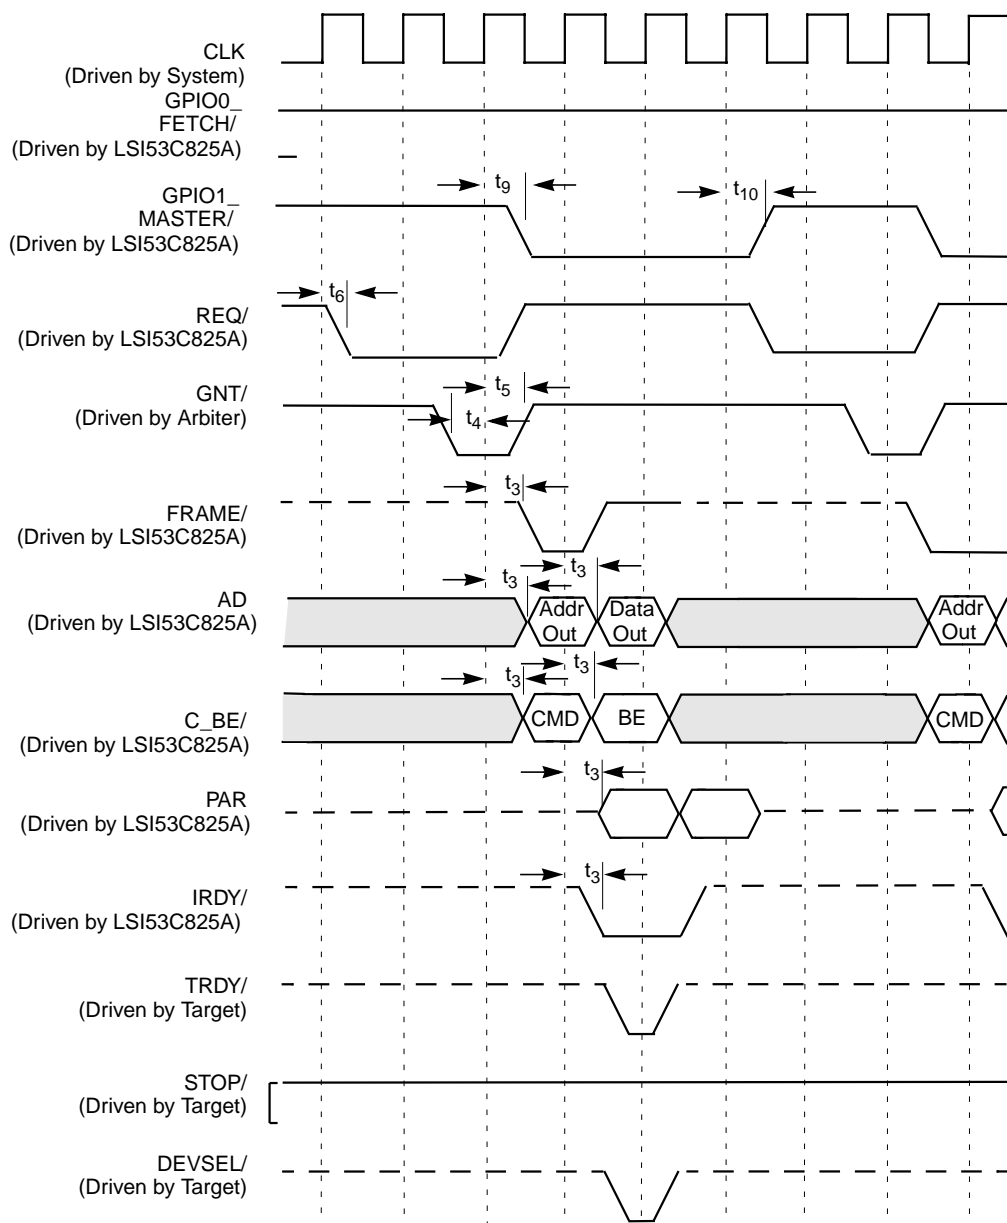 CLK
(Driven by System)
GPIO0_
FETCH/
(Driven by LSI53C825A)
t9
t10
GPIO1_
MASTER/
(Driven by LSI53C825A)
t6
REQ/
(Driven by LSI53C825A)
t5
GNT/
(Driven by Arbiter)
t4
t3
FRAME/
(Driven by LSI53C825A)
t3
t3
AD
(Driven by LSI53C825A)
Addr
Out
Data
Out
Addr
Out
t3
t3
C_BE/
(Driven by LSI53C825A)
CMD
BE
CMD
t3
PAR
(Driven by LSI53C825A)
t3
IRDY/
(Driven by LSI53C825A)
TRDY/
(Driven by Target)
STOP/
(Driven by Target)
DEVSEL/
(Driven by Target)